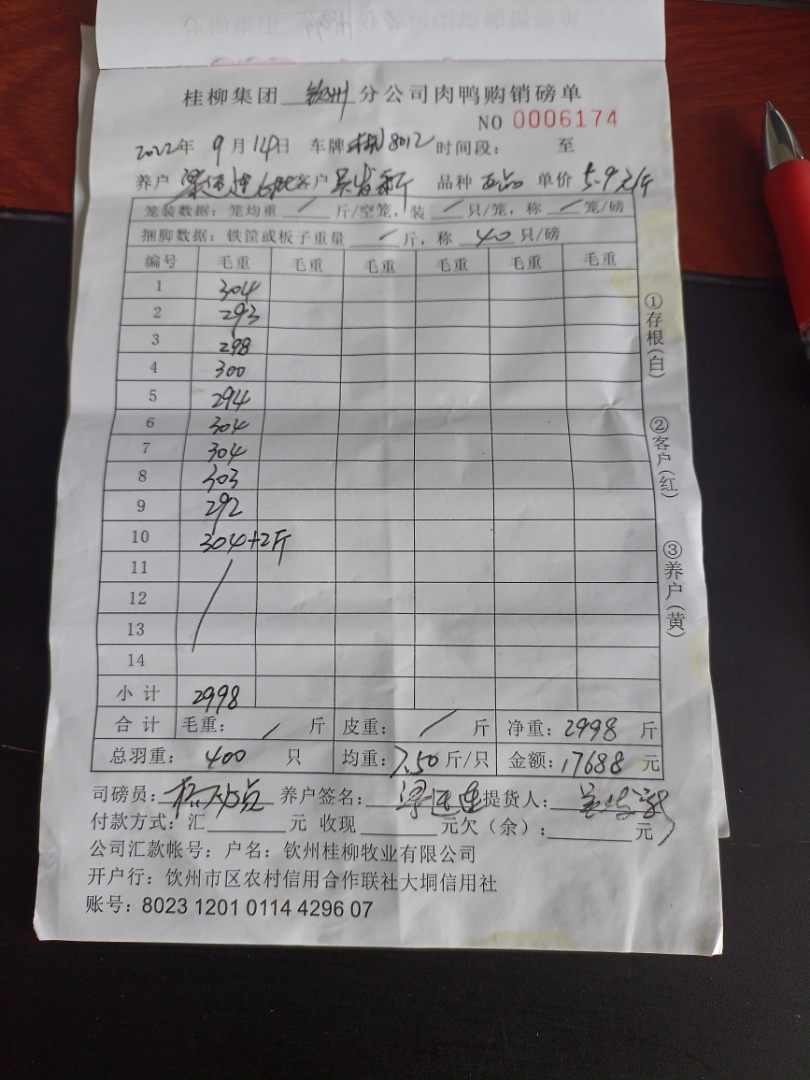 桂柳集团 钦州 分公司肉鸭购销磅单
NO 0006174
2022年 9月14日 车牌 8012 时间段： 至
养户 客户 品种 单价 5.9元/斤
笼装数据：笼均重 / 斤/空笼，装 / 只/笼，称 / 笼/磅
捆脚数据：铁筐或板子重量 / 斤，称 40 只/磅
编号 毛重 毛重 毛重 毛重 毛重 毛重
1 304
2 293
3 298
4 300
5 294
6 304
7 304
8 303
9 292
10 304+2斤
11
12
13
14
小计 2998
合计 毛重： / 斤 皮重： / 斤 净重：2998 斤
总羽重： 400 只 均重：7.50斤/只 金额：17688 元
司磅员： 养户签名： 提货人：
付款方式：汇 元 收现 元欠（余）： 元
公司汇款帐号：户名：钦州桂柳牧业有限公司
开户行：钦州市区农村信用合作联社大垌信用社
账号：8023 1201 0114 4296 07
①存根（白）
②客户（红）
③养户（黄）